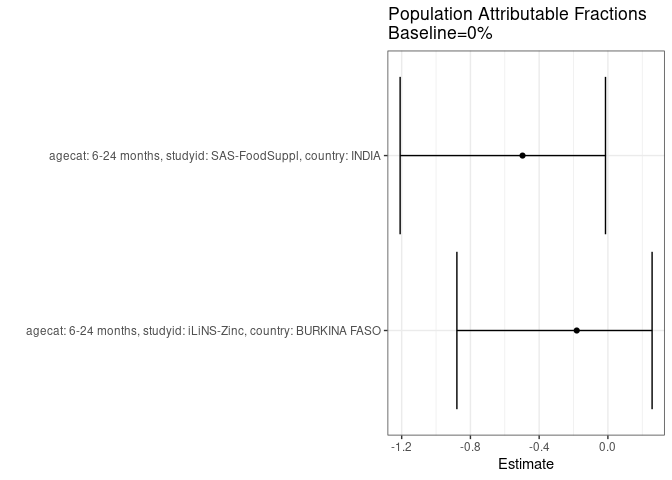 Population Attributable Fractions
Baseline=0%
agecat: 6-24 months, studyid: SAS-FoodSuppl, country: INDIA
agecat: 6-24 months, studyid: iLiNS-Zinc, country: BURKINA FASO
-1.2 -0.8 -0.4 0.0
Estimate